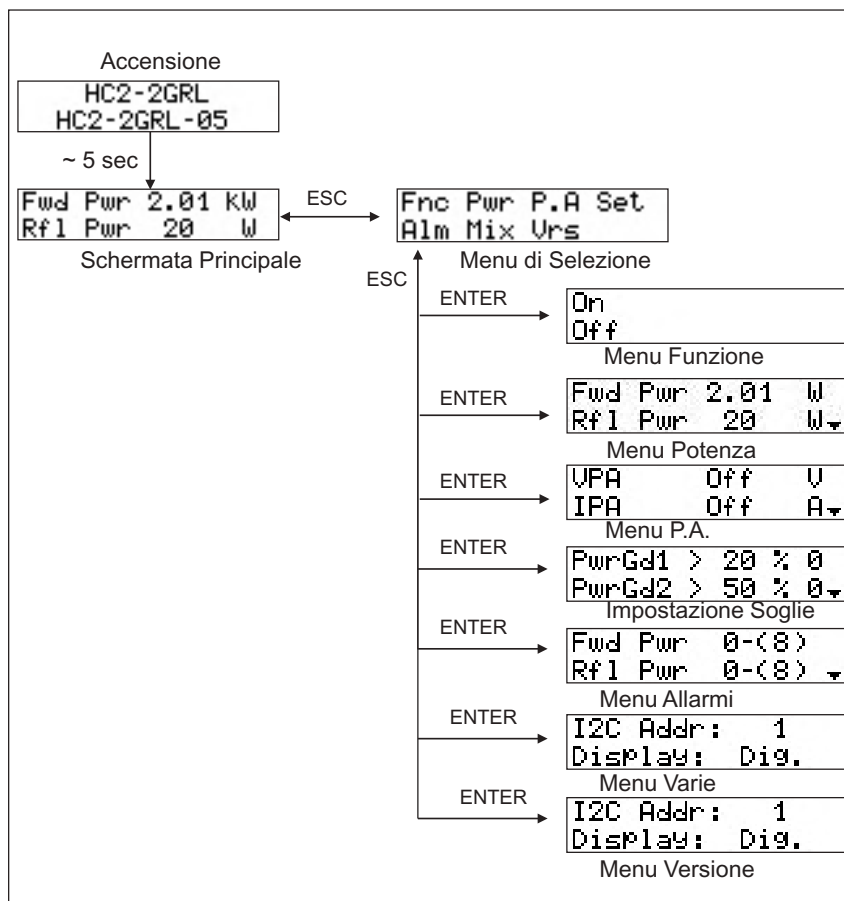 Accensione
HC2-2GRL
HC2-2GRL-05
~ 5 sec
Fwd Pwr 2.01 KW
Rfl Pwr 20 W
Schermata Principale
ESC
Fnc Pwr P.A Set
Alm Mix Vrs
Menu di Selezione
ESC
ENTER
On
Off
Menu Funzione
ENTER
Fwd Pwr 2.01 W
Rfl Pwr 20 W
Menu Potenza
ENTER
VPA Off V
IPA Off A
Menu P.A.
ENTER
PwrGd1 > 20 % 0
PwrGd2 > 50 % 0
Impostazione Soglie
ENTER
Fwd Pwr 0-(8)
Rfl Pwr 0-(8)
Menu Allarmi
ENTER
I2C Addr: 1
Display: Dig.
Menu Varie
ENTER
I2C Addr: 1
Display: Dig.
Menu Versione